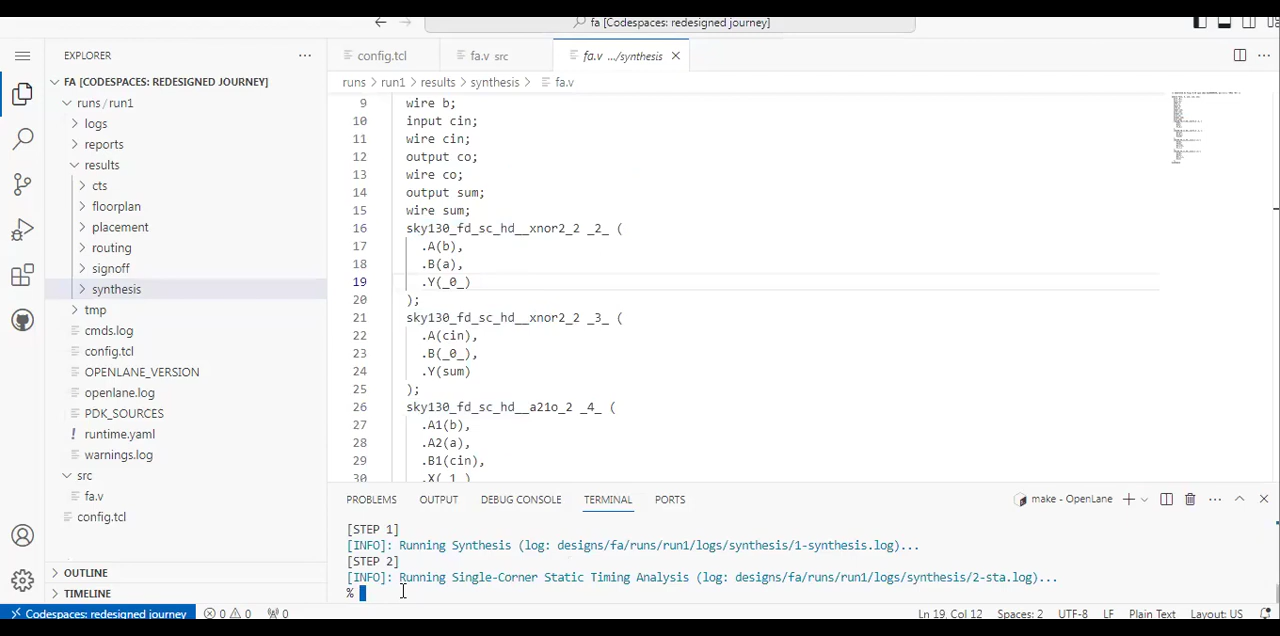 fa [Codespaces: redesigned journey]
EXPLORER
FA [CODESPACES: REDESIGNED JOURNEY]
runs / run1
logs
reports
results
cts
floorplan
placement
routing
signoff
synthesis
tmp
cmds.log
config.tcl
OPENLANE_VERSION
openlane.log
PDK_SOURCES
runtime.yaml
warnings.log
src
fa.v
config.tcl
OUTLINE
TIMELINE
config.tcl
fa.v src
fa.v .../synthesis
runs > run1 > results > synthesis > fa.v
9 wire b;
10 input cin;
11 wire cin;
12 output co;
13 wire co;
14 output sum;
15 wire sum;
16 sky130_fd_sc_hd__xnor2_2 _2_ (
17 .A(b),
18 .B(a),
19 .Y(_0_)
20 );
21 sky130_fd_sc_hd__xnor2_2 _3_ (
22 .A(cin),
23 .B(_0_),
24 .Y(sum)
25 );
26 sky130_fd_sc_hd__a21o_2 _4_ (
27 .A1(b),
28 .A2(a),
29 .B1(cin),
30 .X(_1_)
PROBLEMS OUTPUT DEBUG CONSOLE TERMINAL PORTS
make - OpenLane
[STEP 1]
[INFO]: Running Synthesis (log: designs/fa/runs/run1/logs/synthesis/1-synthesis.log)...
[STEP 2]
[INFO]: Running Single-Corner Static Timing Analysis (log: designs/fa/runs/run1/logs/synthesis/2-sta.log)...
%
Codespaces: redesigned journey 0 0 0
Ln 19, Col 12 Spaces: 2 UTF-8 LF Plain Text Layout: US